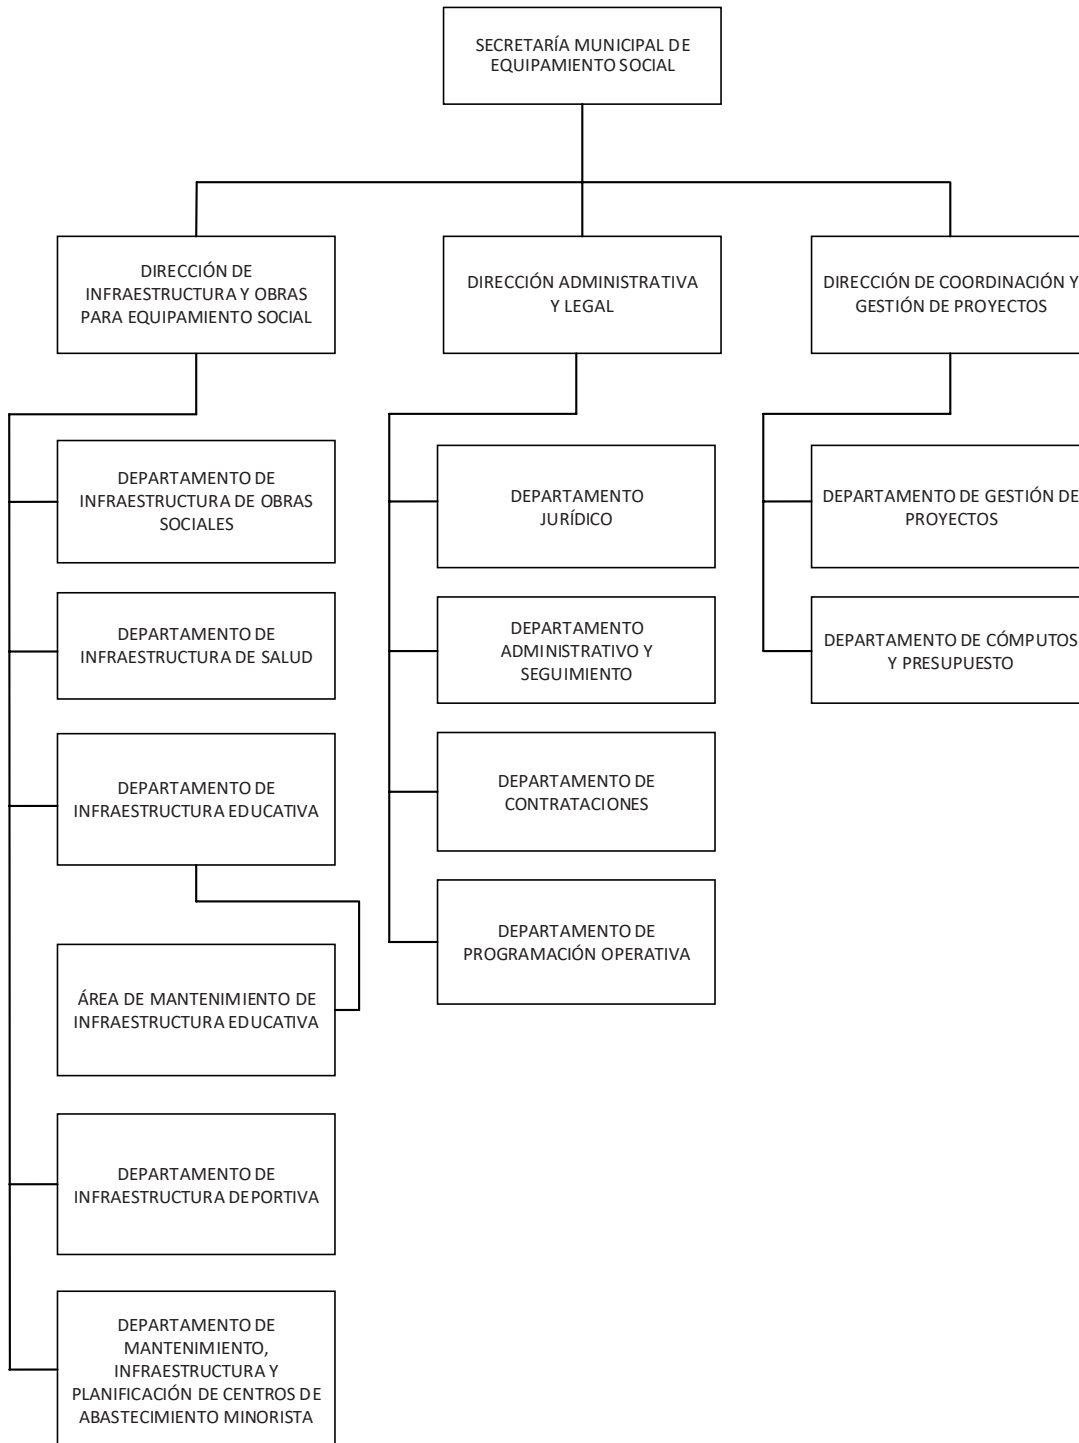 SECRETARÍA MUNICIPAL DE
EQUIPAMIENTO SOCIAL
DIRECCIÓN DE
INFRAESTRUCTURA Y OBRAS
PARA EQUIPAMIENTO SOCIAL
DIRECCIÓN ADMINISTRATIVA
Y LEGAL
DIRECCIÓN DE COORDINACIÓN Y
GESTIÓN DE PROYECTOS
DEPARTAMENTO DE
INFRAESTRUCTURA DE OBRAS
SOCIALES
DEPARTAMENTO DE
INFRAESTRUCTURA DE SALUD
DEPARTAMENTO DE
INFRAESTRUCTURA EDUCATIVA
ÁREA DE MANTENIMIENTO DE
INFRAESTRUCTURA EDUCATIVA
DEPARTAMENTO DE
INFRAESTRUCTURA DEPORTIVA
DEPARTAMENTO DE
MANTENIMIENTO,
INFRAESTRUCTURA Y
PLANIFICACIÓN DE CENTROS DE
ABASTECIMIENTO MINORISTA
DEPARTAMENTO
JURÍDICO
DEPARTAMENTO
ADMINISTRATIVO Y
SEGUIMIENTO
DEPARTAMENTO DE
CONTRATACIONES
DEPARTAMENTO DE
PROGRAMACIÓN OPERATIVA
DEPARTAMENTO DE GESTIÓN DE
PROYECTOS
DEPARTAMENTO DE CÓMPUTOS
Y PRESUPUESTO